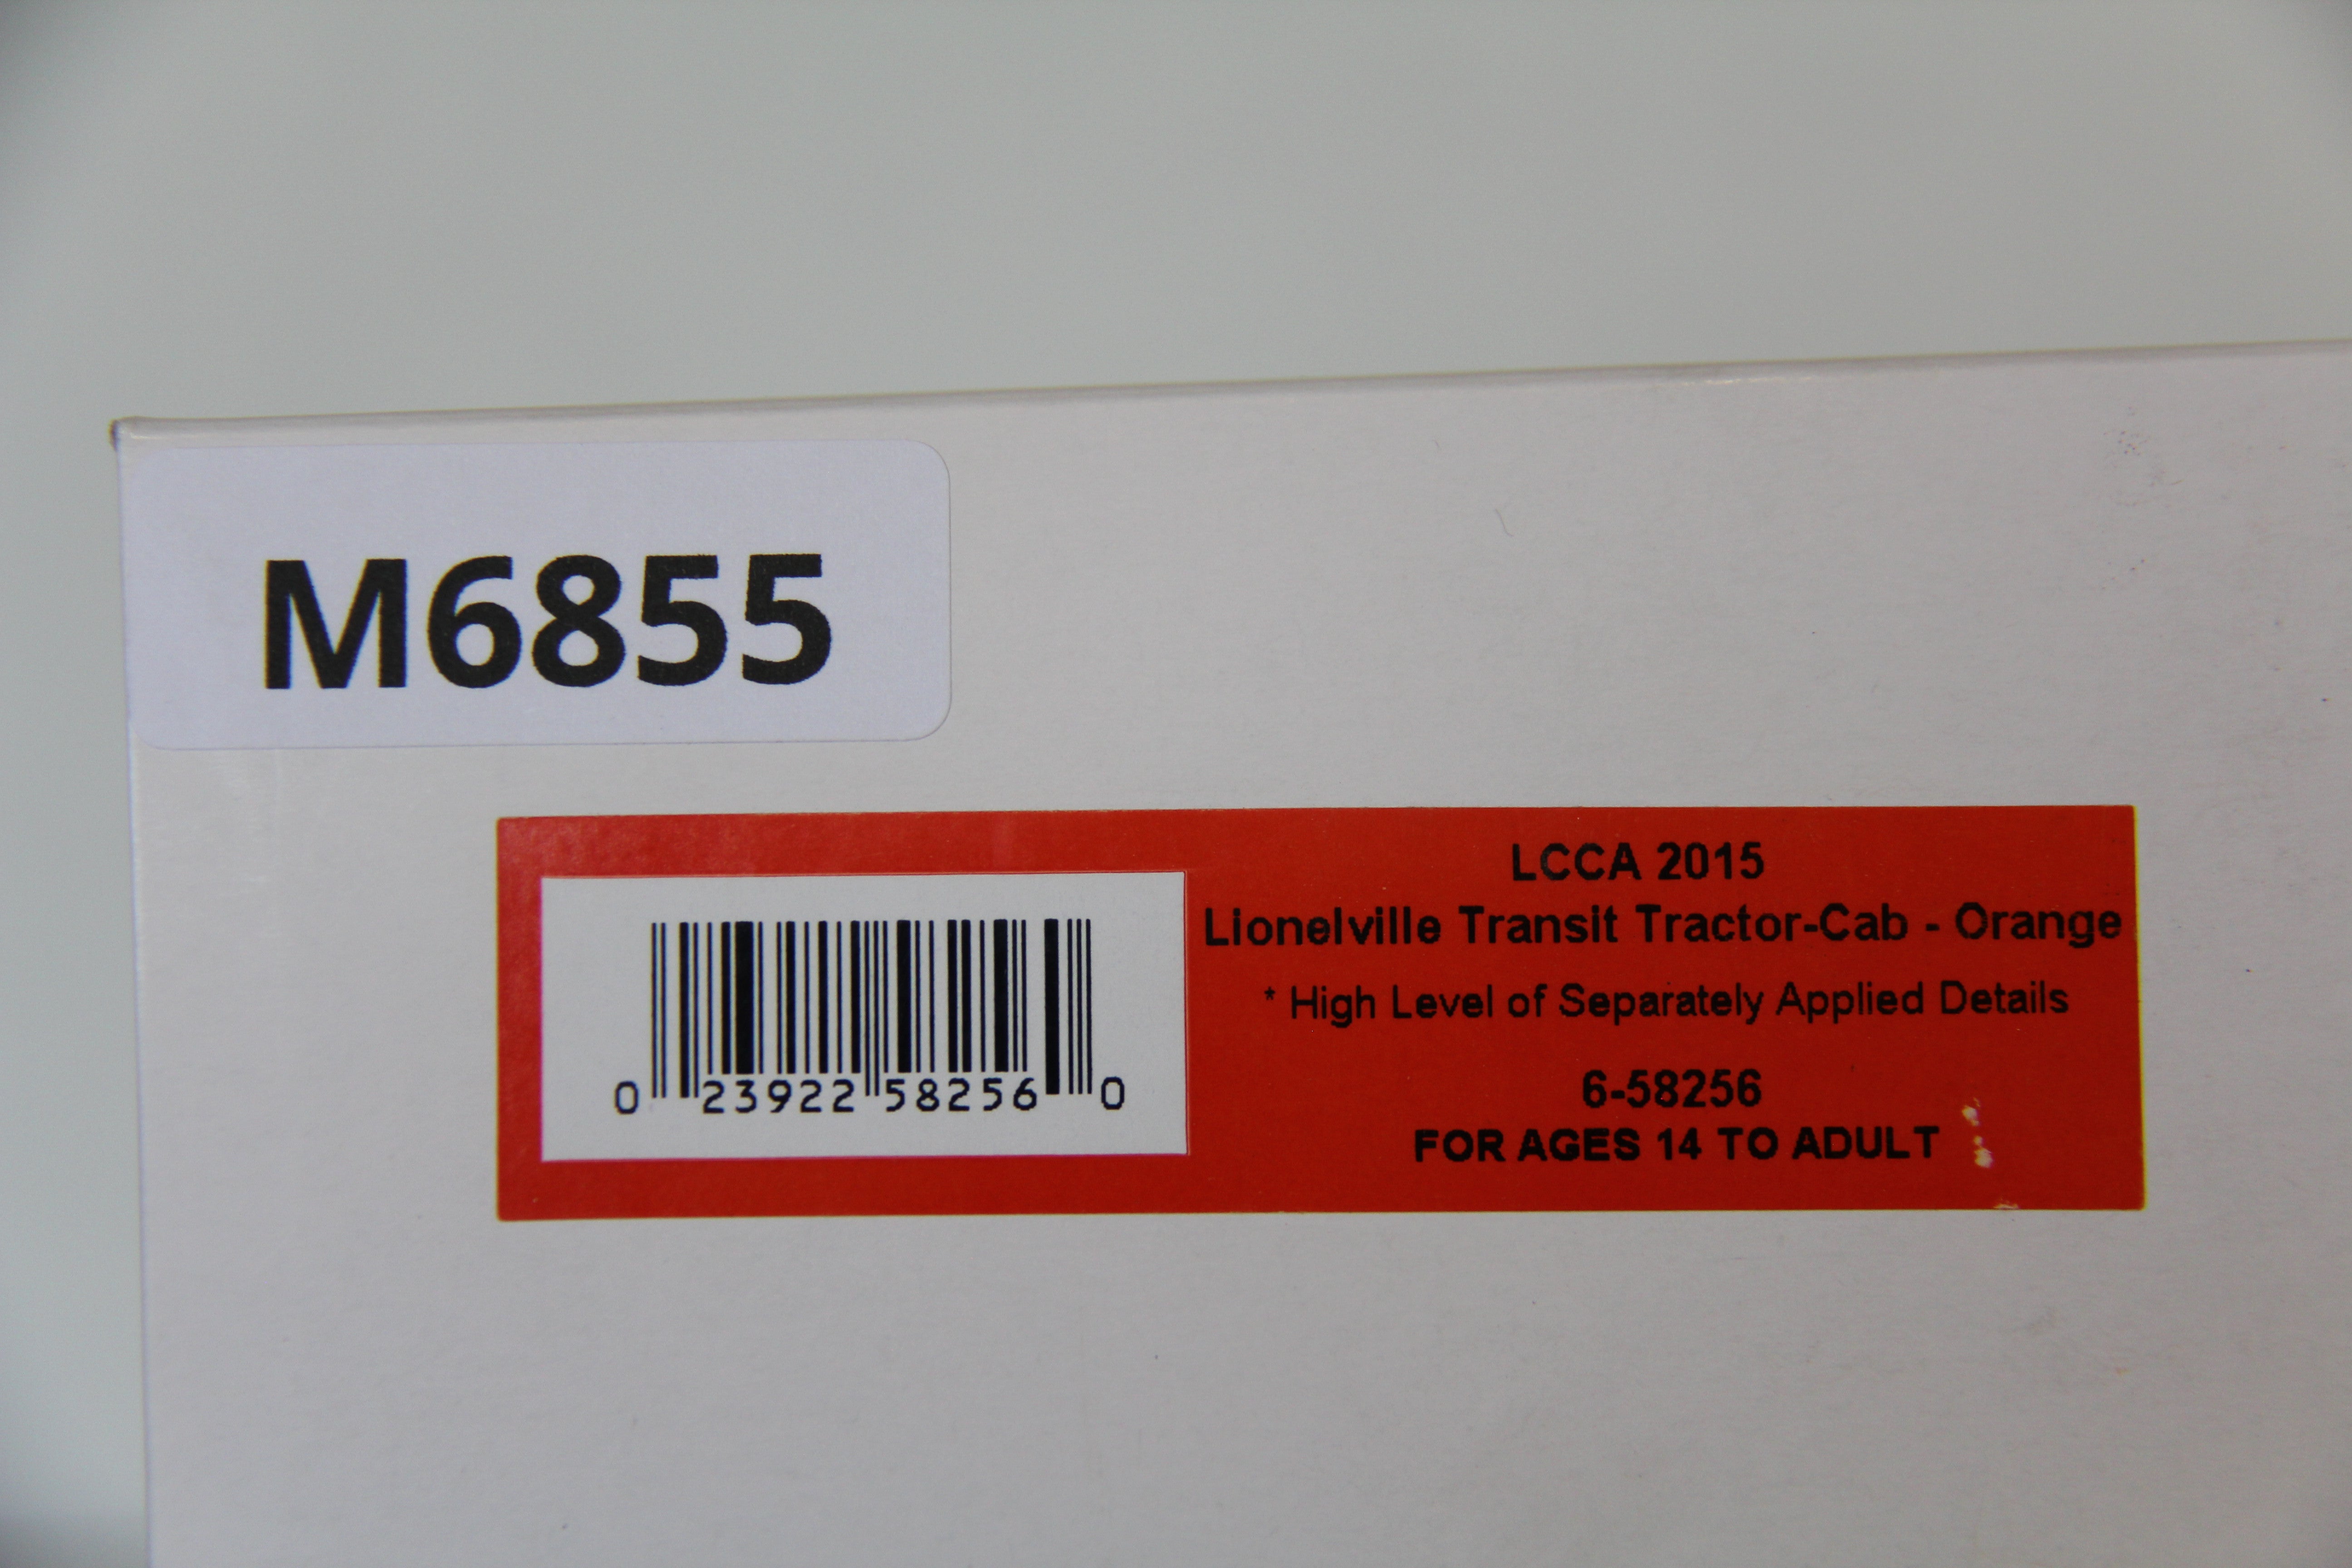 M6855
LCCA 2015
Lionelville Transit Tractor-Cab - Orange
* High Level of Separately Applied Details
6-58256
FOR AGES 14 TO ADULT
0 23922 58256 0